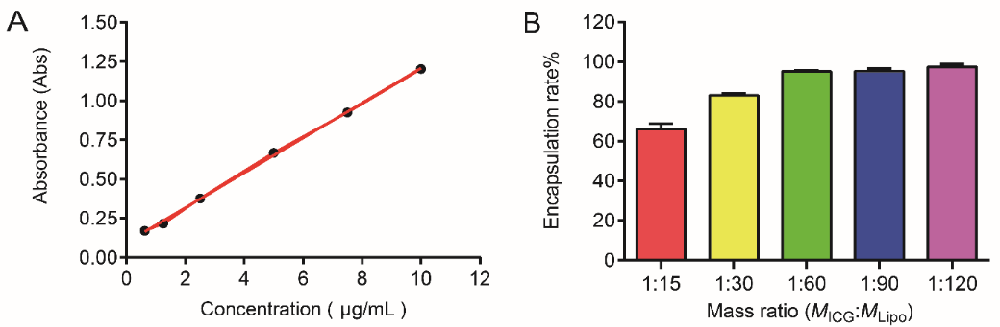 A
Absorbance (Abs)
1.50
1.25
1.00
0.75
0.50
0.25
0.00
0 2 4 6 8 10 12
Concentration ( μg/mL )
B
Encapsulation rate%
120
100
80
60
40
20
0
1:15 1:30 1:60 1:90 1:120
Mass ratio (MICG:MLipo)